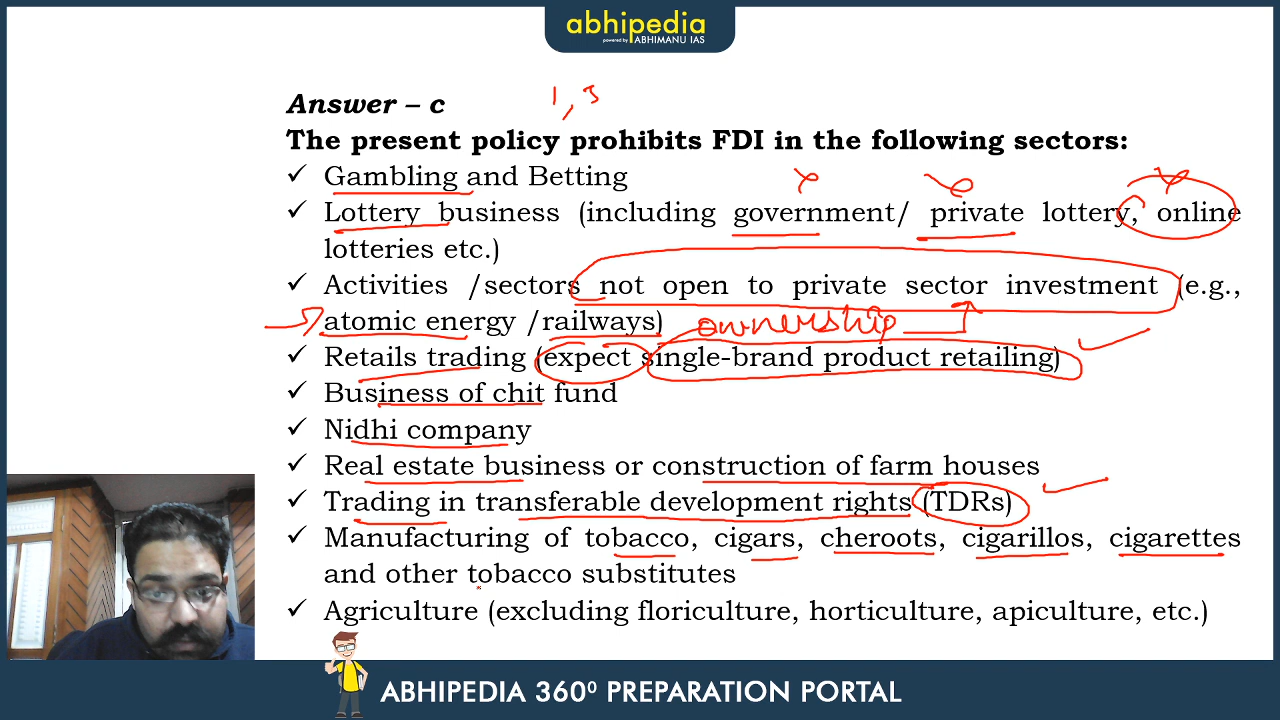 abhipedia
powered by ABHIMANU IAS
Answer – c
1, 3
The present policy prohibits FDI in the following sectors:
✓ Gambling and Betting
✓ Lottery business (including government/ private lottery, online
lotteries etc.)
✓ Activities /sectors not open to private sector investment (e.g.,
atomic energy /railways)
ownership
✓ Retails trading (expect single-brand product retailing)
✓ Business of chit fund
✓ Nidhi company
✓ Real estate business or construction of farm houses
✓ Trading in transferable development rights (TDRs)
✓ Manufacturing of tobacco, cigars, cheroots, cigarillos, cigarettes
and other tobacco substitutes
✓ Agriculture (excluding floriculture, horticulture, apiculture, etc.)
ABHIPEDIA 360⁰ PREPARATION PORTAL